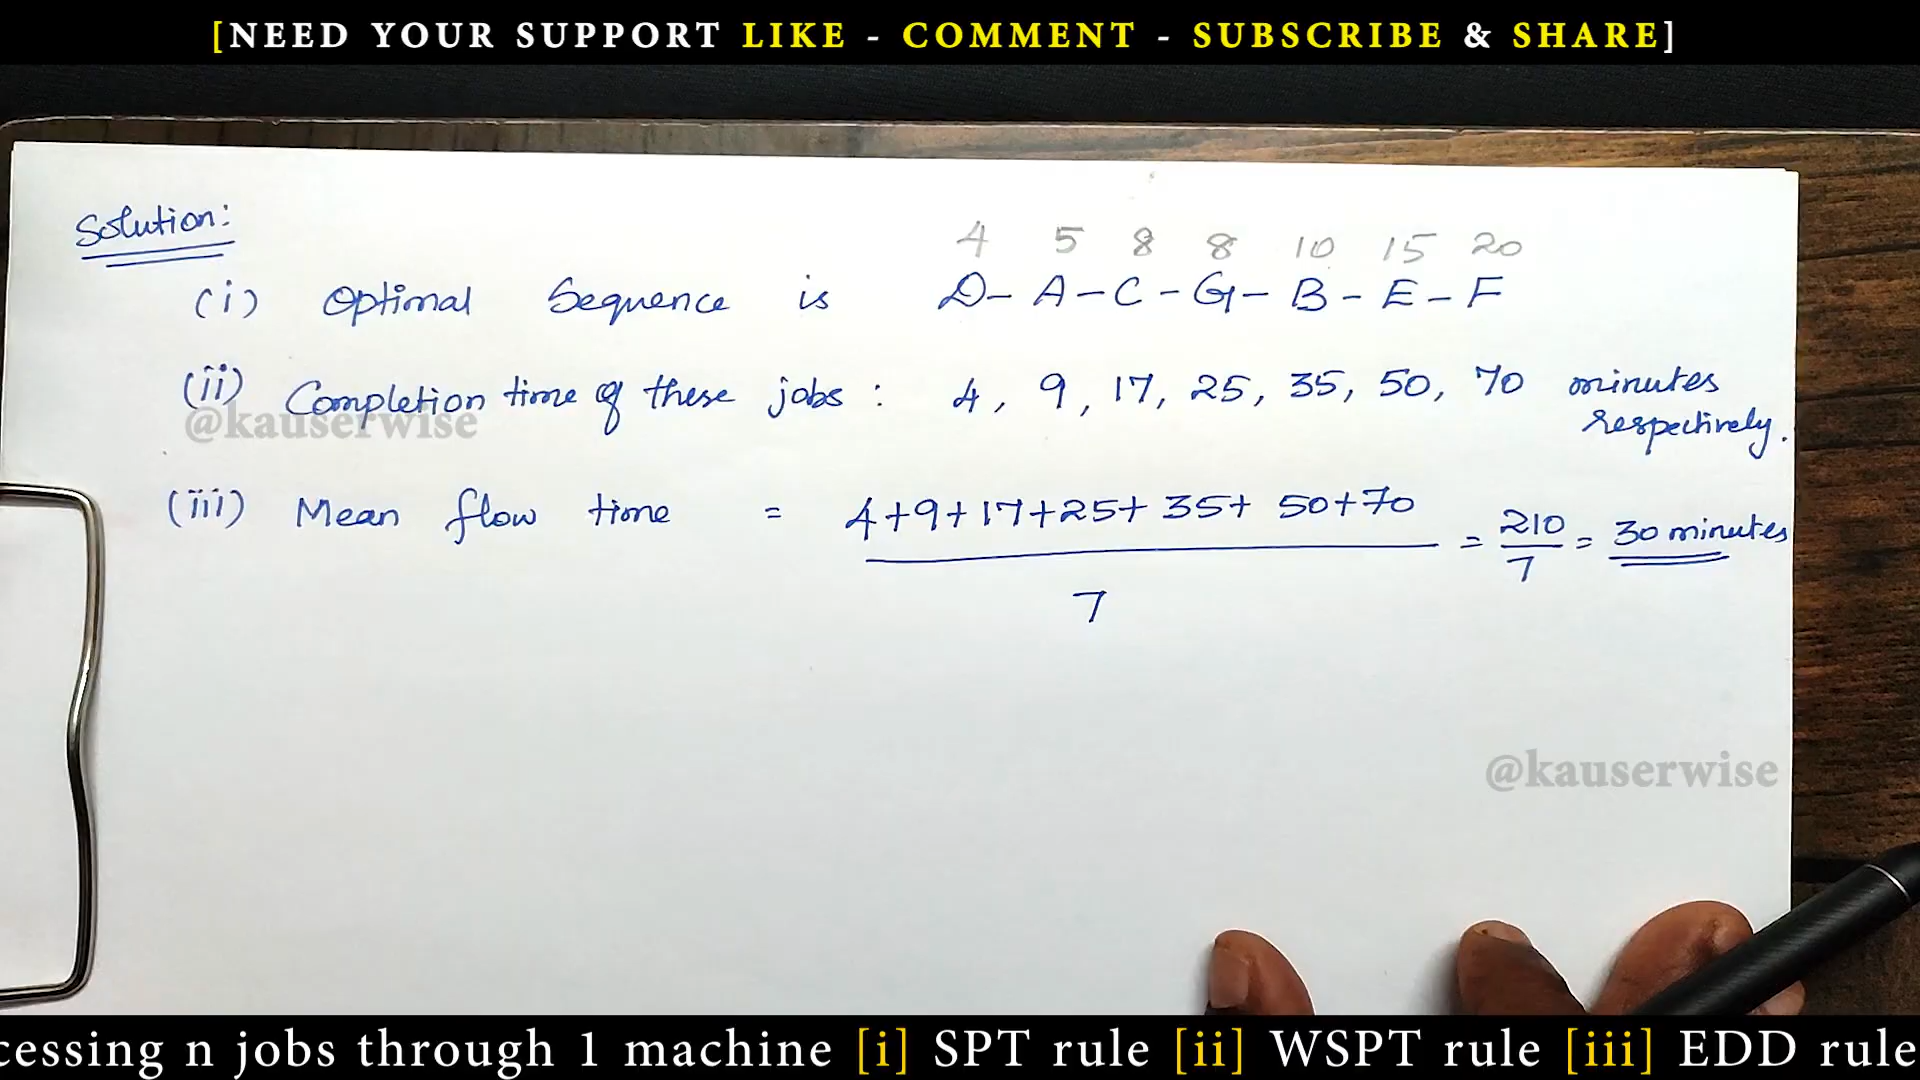 [NEED YOUR SUPPORT LIKE - COMMENT - SUBSCRIBE & SHARE]
Solution:
4 5 8 8 10 15 20
(i) Optimal Sequence is D - A - C - G - B - E - F
(ii) Completion time of these jobs : 4, 9, 17, 25, 35, 50, 70 minutes
respectively.
@kauserwise
(iii) Mean flow time = 4+9+17+25+35+50+70 = 210 = 30 minutes
7 7
@kauserwise
cessing n jobs through 1 machine [i] SPT rule [ii] WSPT rule [iii] EDD rule